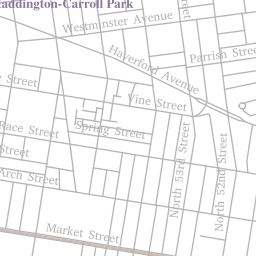 addington-Carroll Park
Westminster Avenue
Haverford Avenue
Parrish Street
Street
Vine Street
Race Street
Spring Street
Street
Arch Street
North 53rd Street
North 52nd Street
Market Street